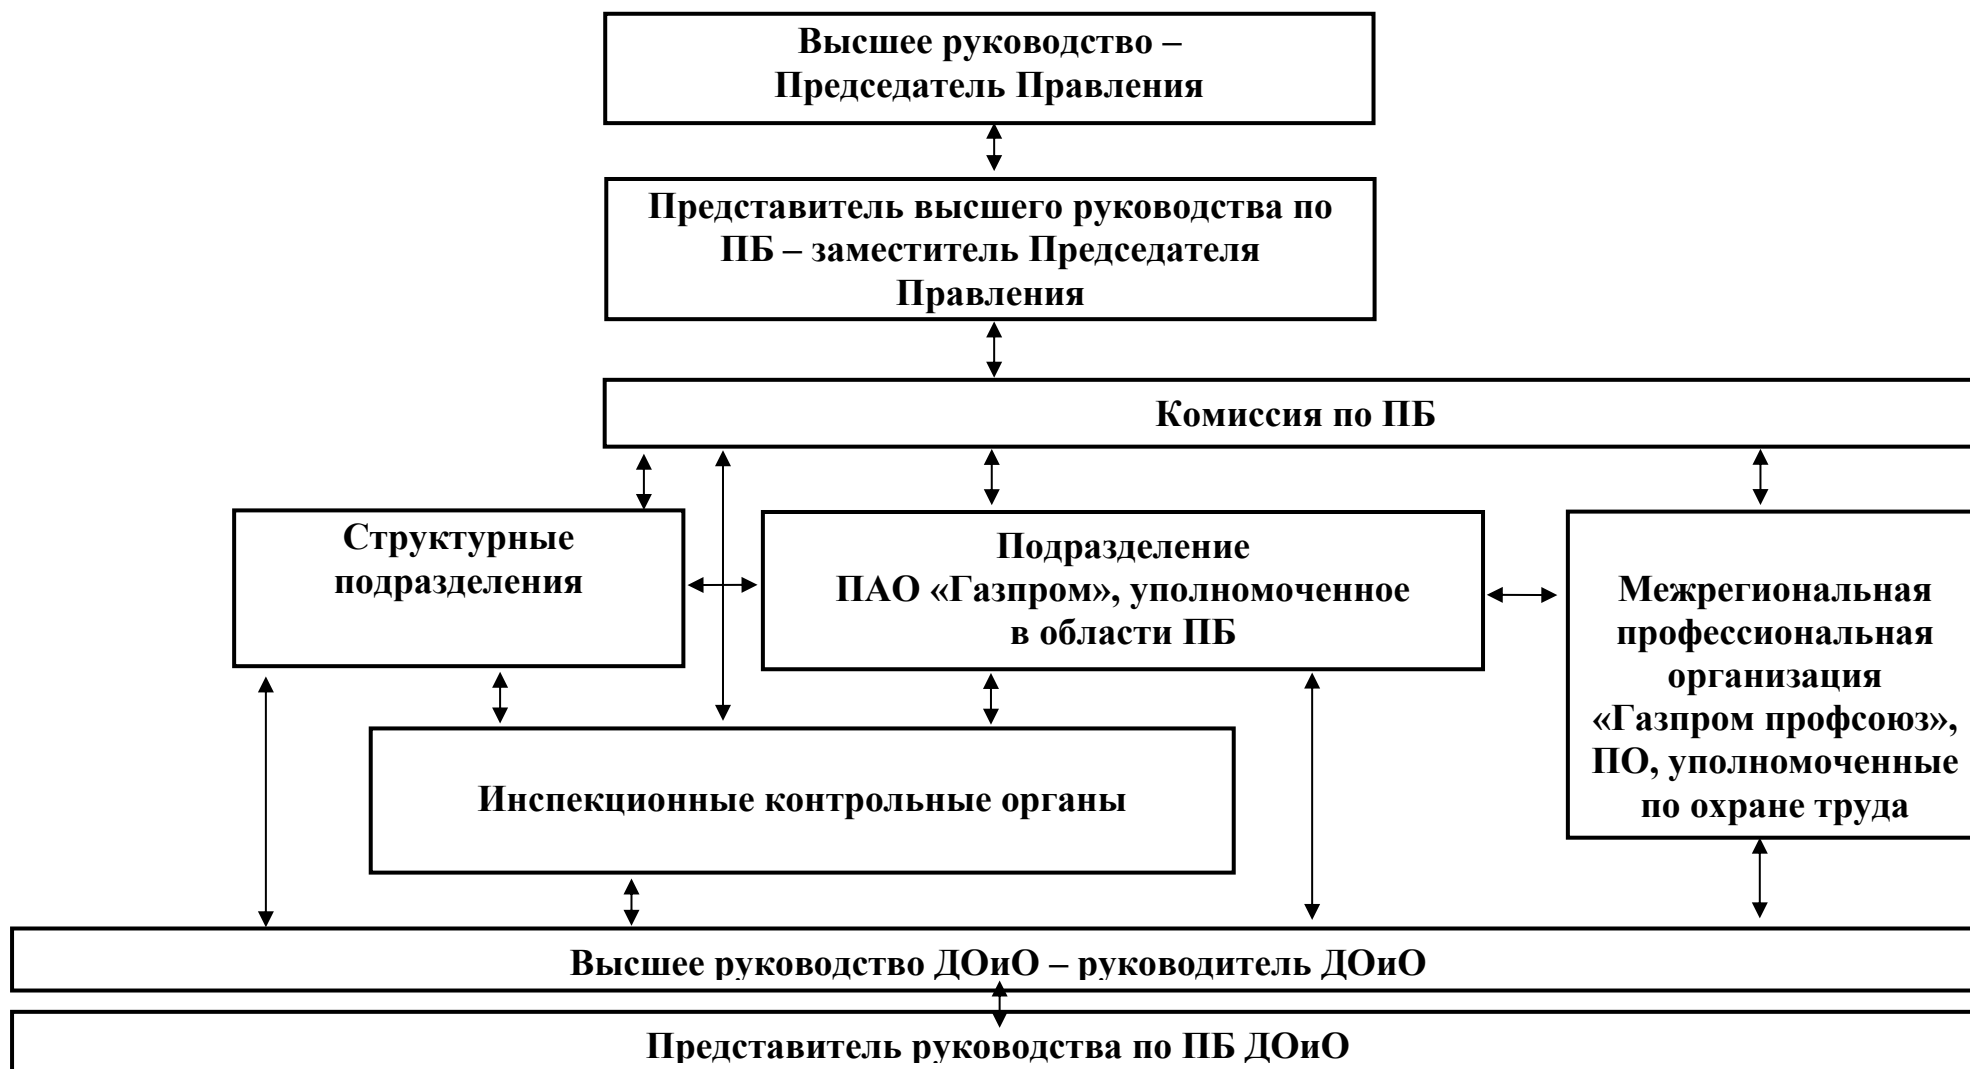 Высшее руководство –
Председатель Правления
Представитель высшего руководства по
ПБ – заместитель Председателя
Правления
Комиссия по ПБ
Структурные
подразделения
Подразделение
ПАО «Газпром», уполномоченное
в области ПБ
Межрегиональная
профессиональная
организация
«Газпром профсоюз»,
ПО, уполномоченные
по охране труда
Инспекционные контрольные органы
Высшее руководство ДОиО – руководитель ДОиО
Представитель руководства по ПБ ДОиО